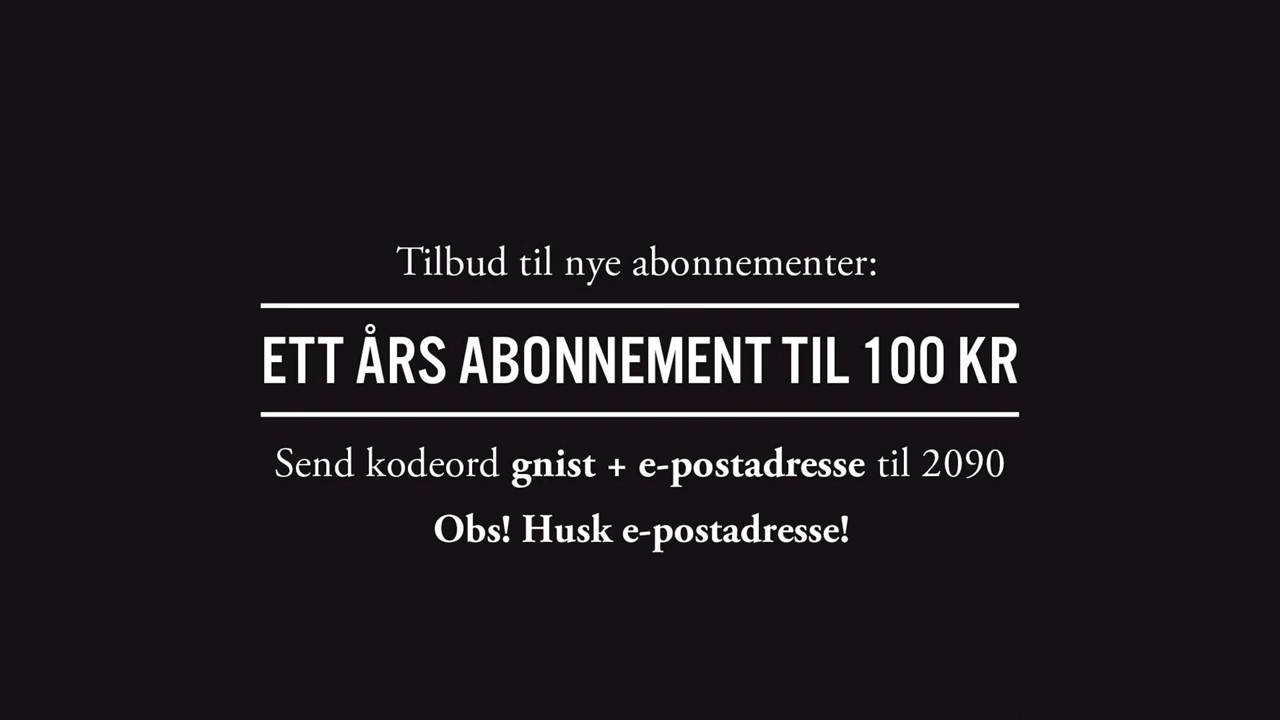 Tilbud til nye abonnementer:
ETT ÅRS ABONNEMENT TIL 100 KR
Send kodeord gnist + e-postadresse til 2090
Obs! Husk e-postadresse!